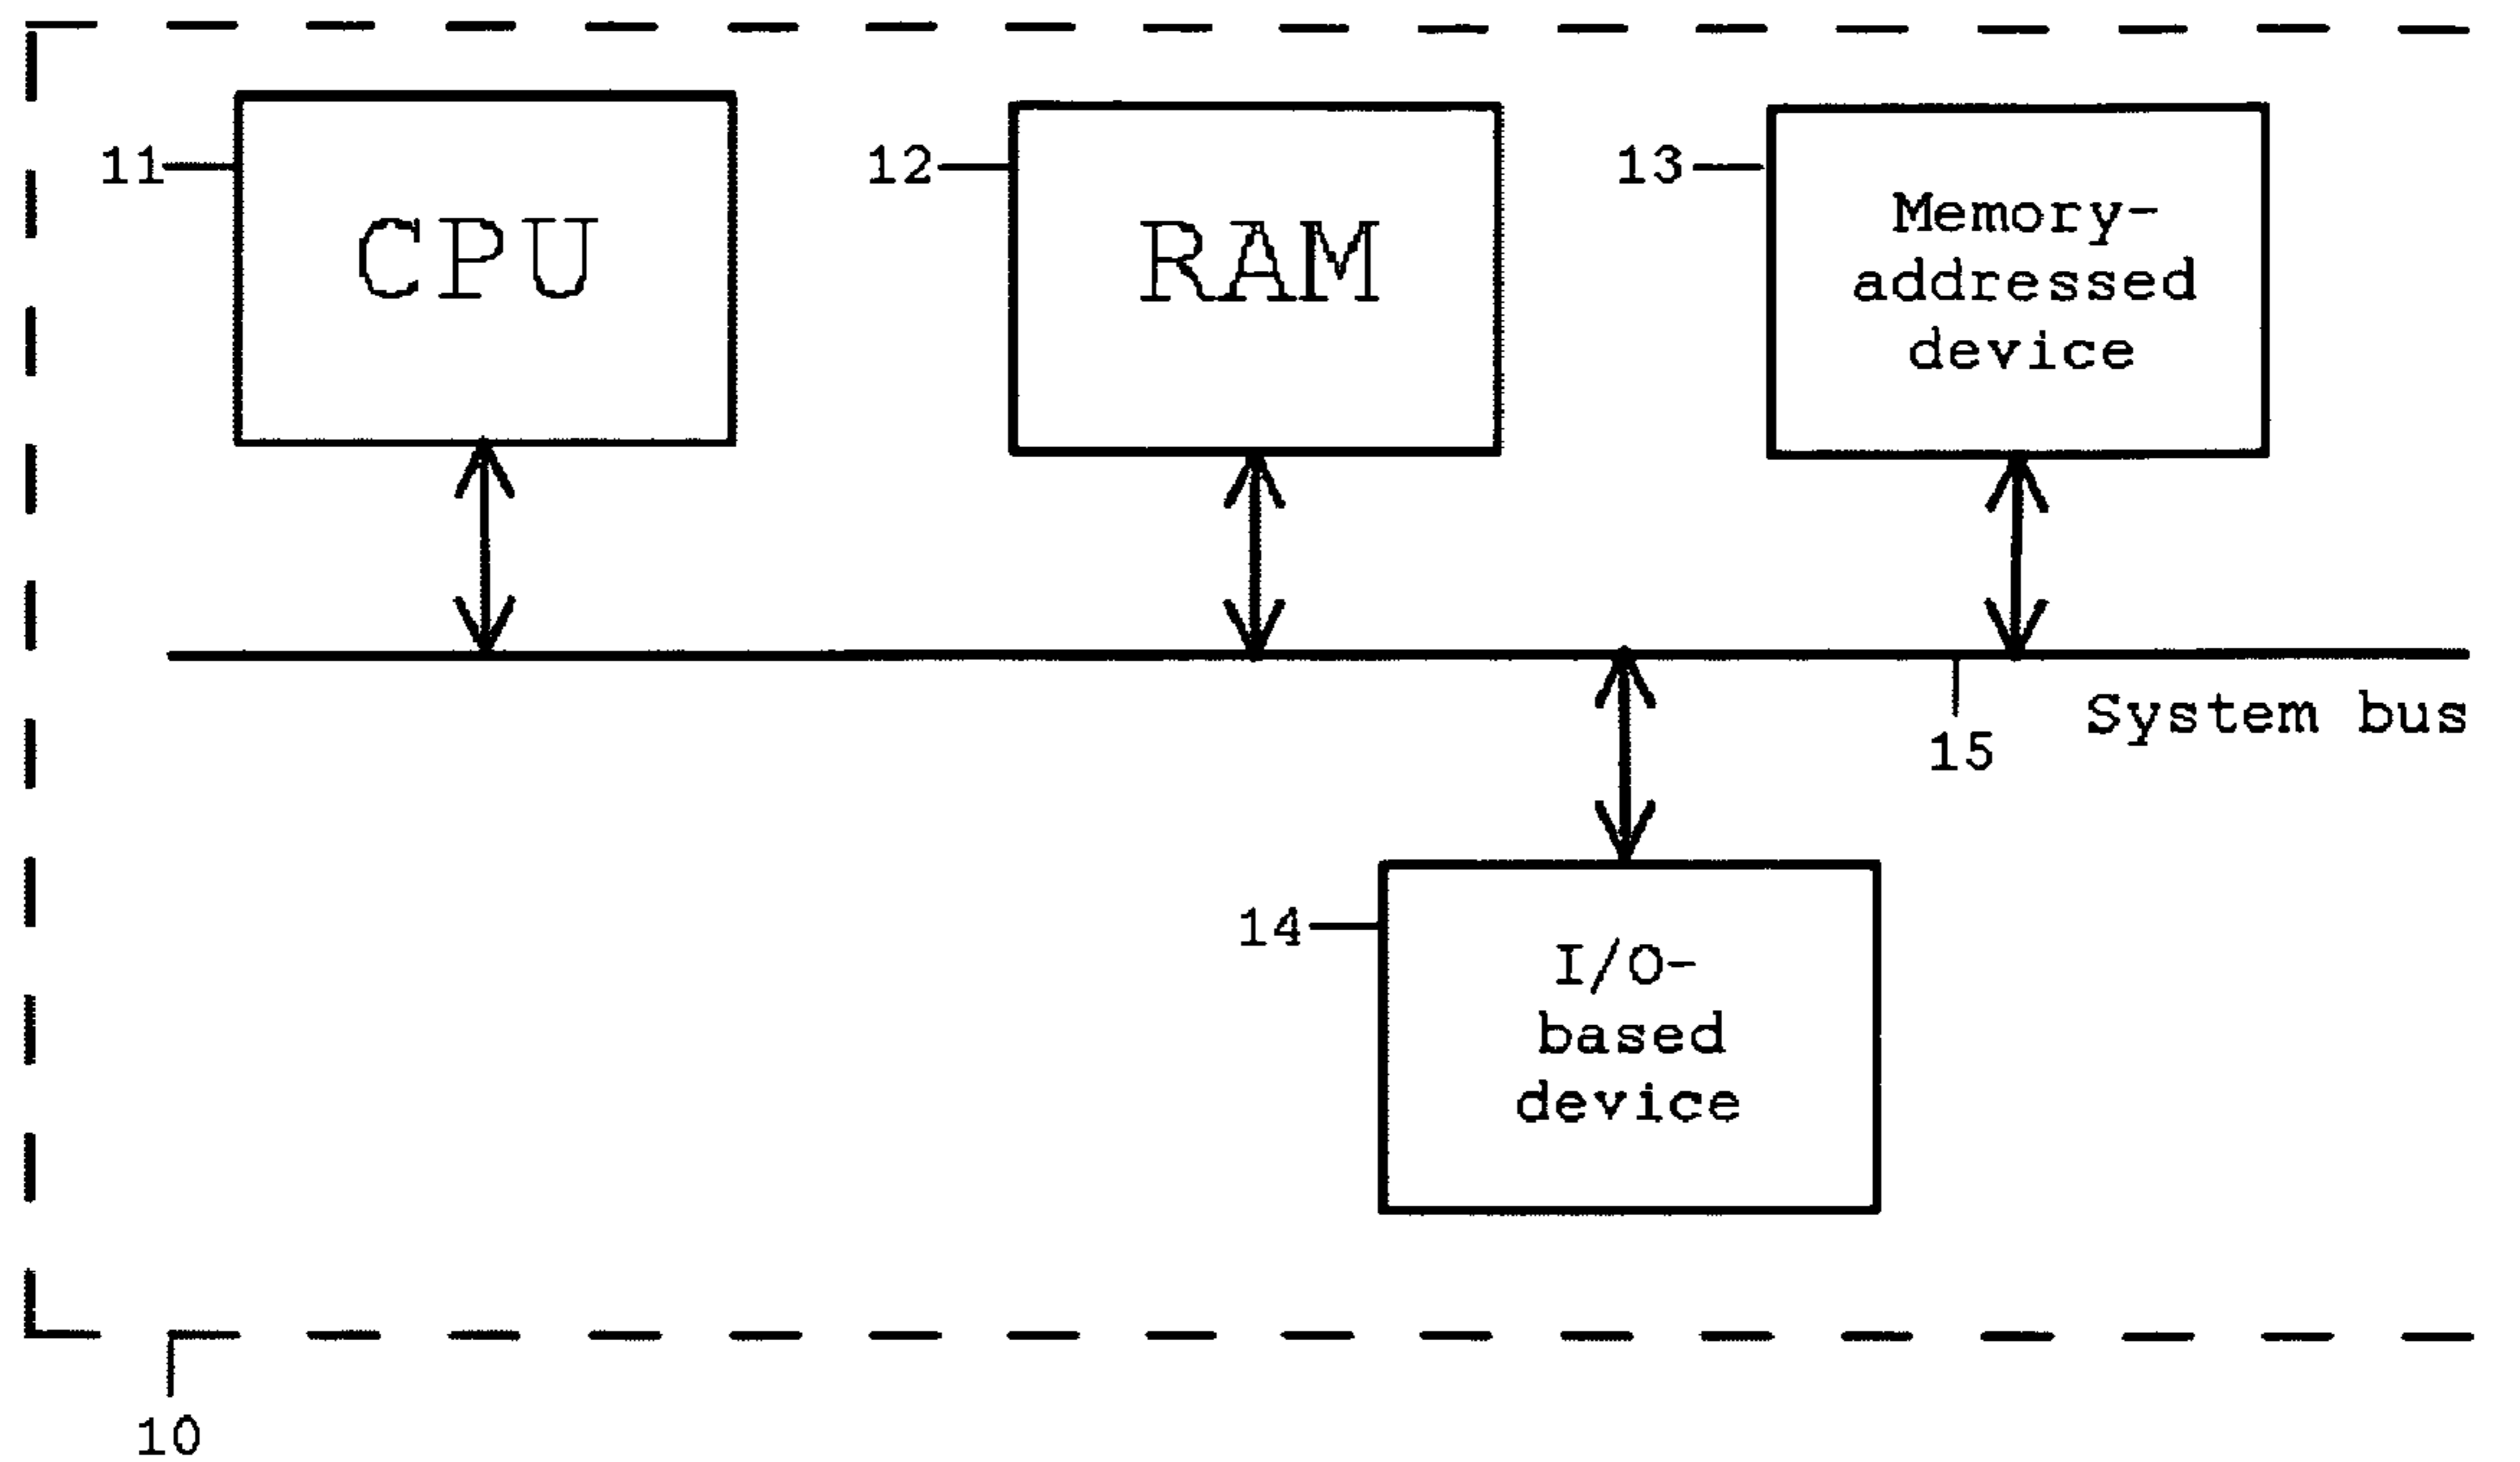 11
CPU
12
RAM
13
Memory-
addressed
device
System bus
15
14
I/O-
based
device
10